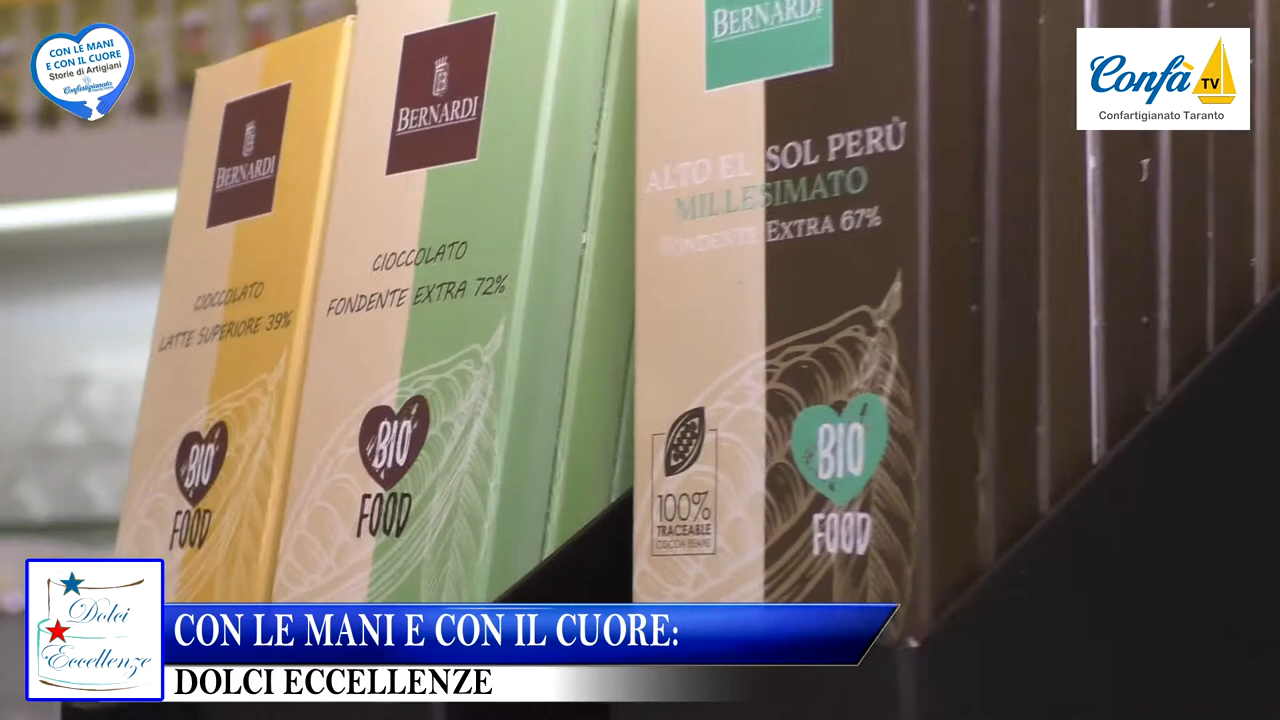 CON LE MANI
E CON IL CUORE
Storie di Artigiani
Confartigianato
Confà TV
Confartigianato Taranto
BERNARDI
CIOCCOLATO
LATTE SUPERIORE 39%
BIO
FOOD
BERNARDI
CIOCCOLATO
FONDENTE EXTRA 72%
BIO
FOOD
BERNARDI
ALTO EL SOL PERÙ
MILLESIMATO
FONDENTE EXTRA 67%
100%
TRACEABLE
COCOA BEANS
BIO
FOOD
Dolci
Eccellenze
CON LE MANI E CON IL CUORE:
DOLCI ECCELLENZE